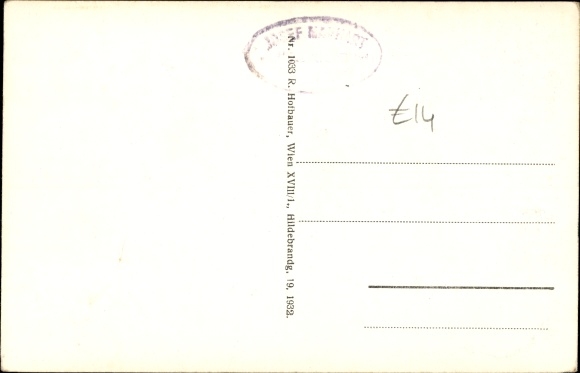 Nr. 1633 R. Hofbauer, Wien XVIII/1., Hildebrandg. 19, 1932.
£14